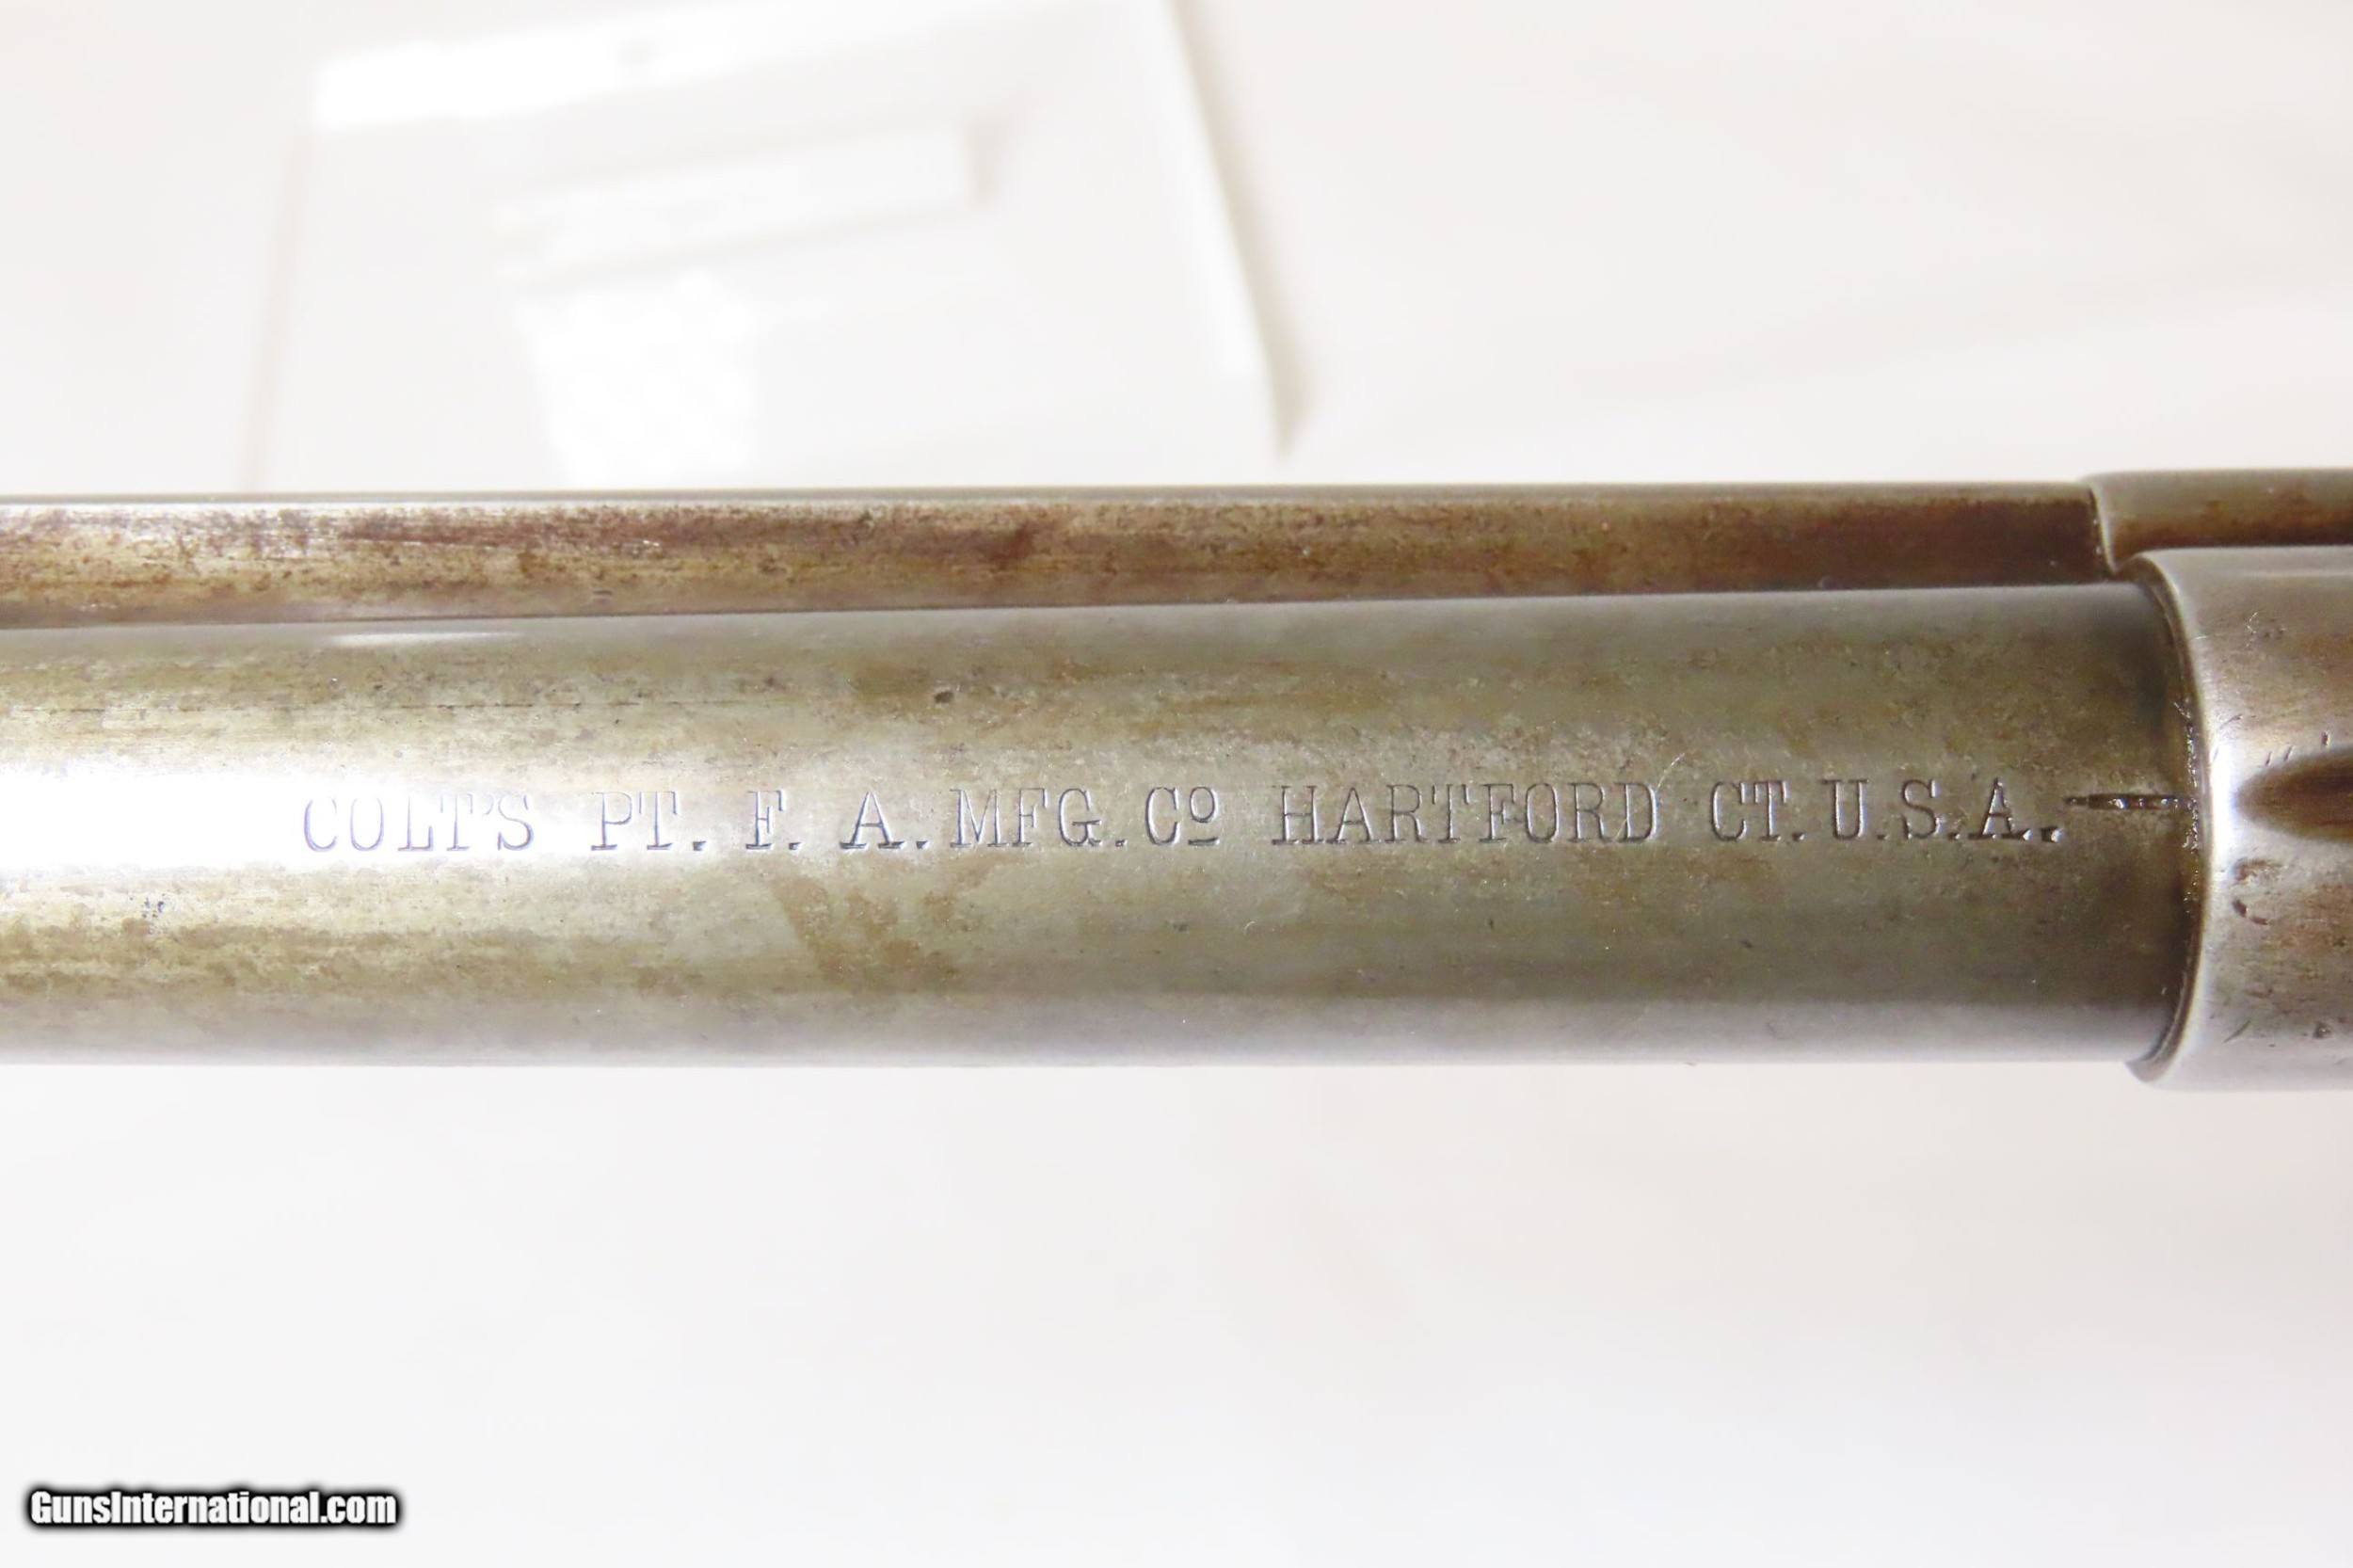 COLT'S PT. F. A. MFG. Cº HARTFORD CT. U.S.A.
GunsInternational.com